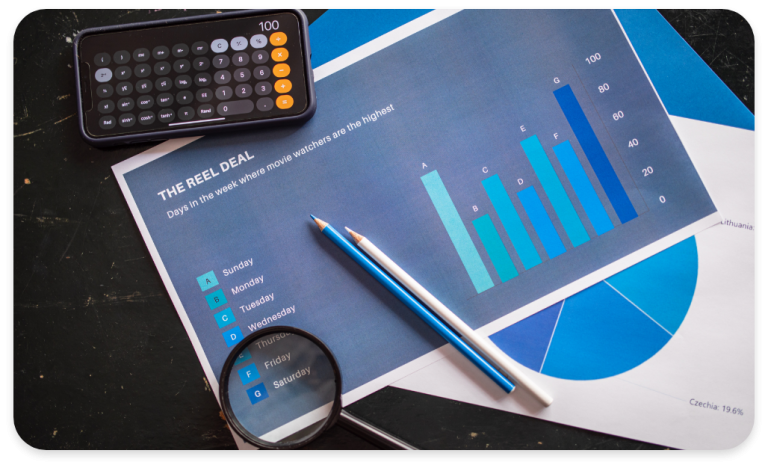 100
C
%
7
8
9
4
5
6
1
2
3
0
THE REEL DEAL
Days in the week where movie watchers are the highest
A
B
C
D
E
F
G
100
80
60
40
20
0
A Sunday
Monday
C Tuesday
D Wednesday
E
F Friday
G Saturday
Lithuania:
Czechia: 19.6%